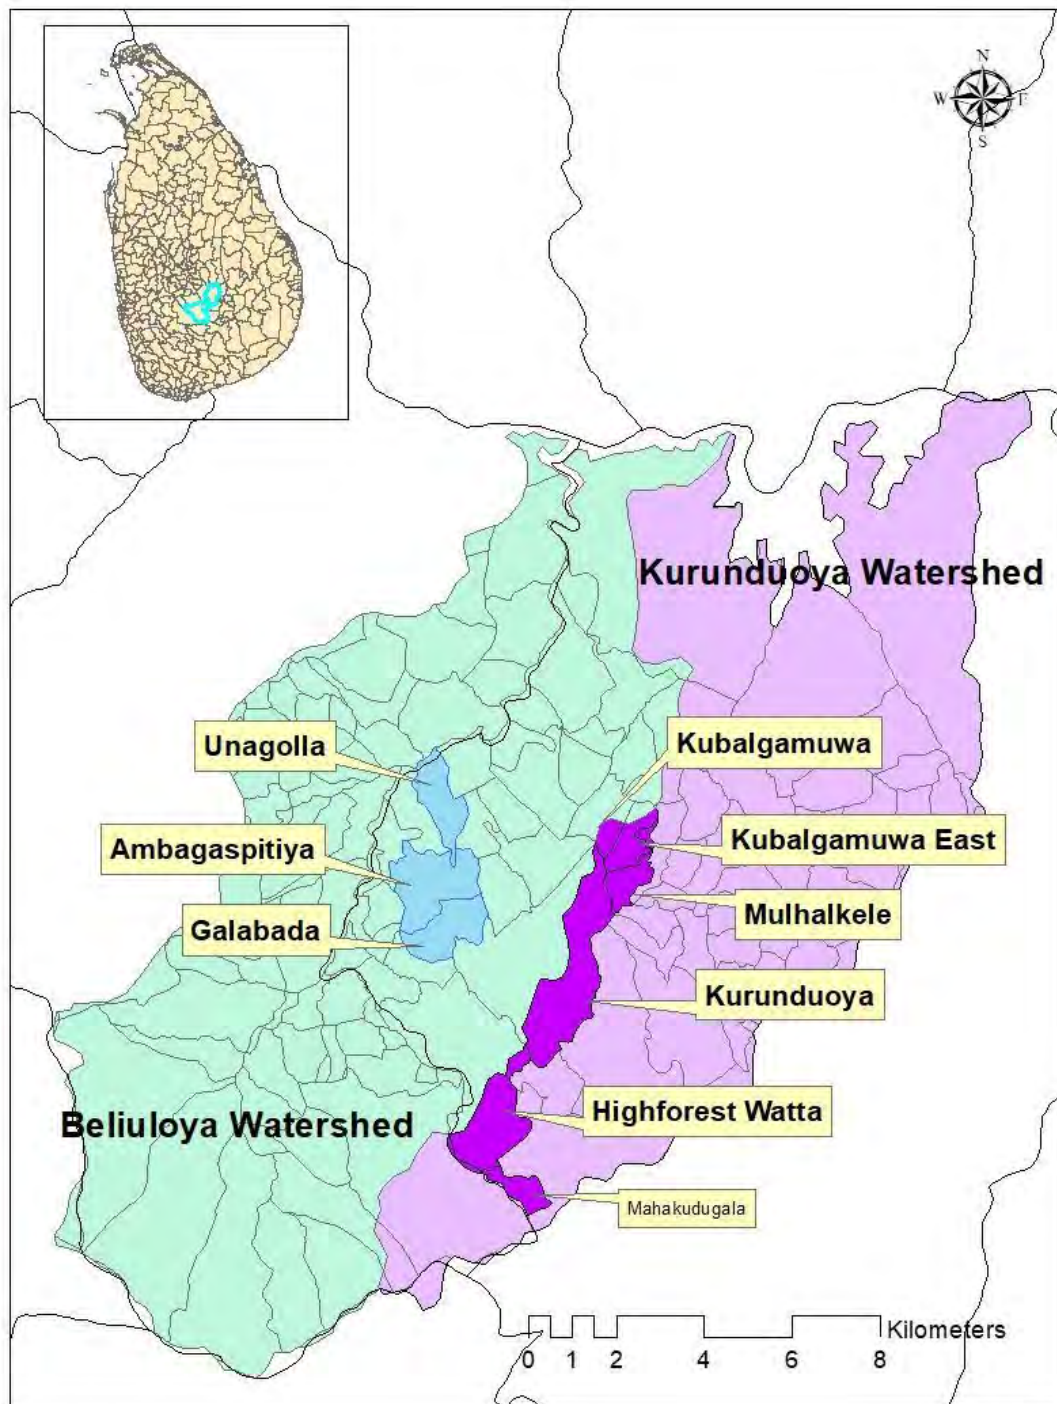 N
W E
S
Kurunduoya Watershed
Unagolla
Kubalgamuwa
Ambagaspitiya
Kubalgamuwa East
Galabada
Mulhalkele
Kurunduoya
Beliuloya Watershed
Highforest Watta
Mahakudugala
Kilometers
0 1 2 4 6 8